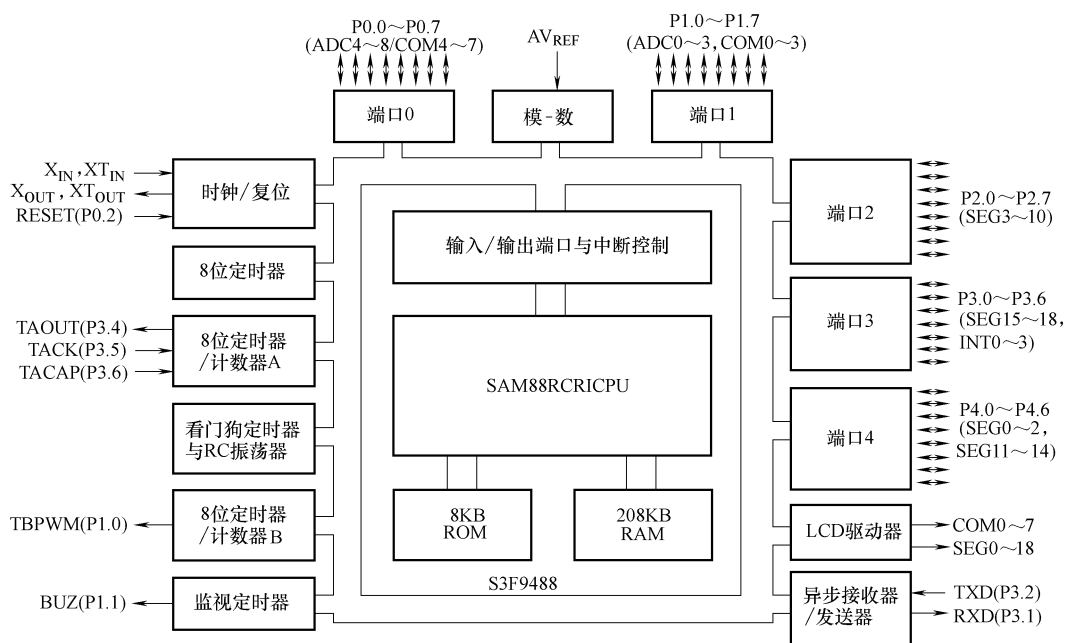 P0.0～P0.7
(ADC4～8/COM4～7)
AVREF
P1.0～P1.7
(ADC0～3,COM0～3)
端口0
模-数
端口1
XIN,XTIN
XOUT,XTOUT
RESET(P0.2)
时钟/复位
8位定时器
TAOUT(P3.4)
TACK(P3.5)
TACAP(P3.6)
8位定时器
/计数器A
看门狗定时器
与RC振荡器
TBPWM(P1.0)
8位定时器
/计数器B
BUZ(P1.1)
监视定时器
输入/输出端口与中断控制
SAM88RCRICPU
8KB
ROM
208KB
RAM
S3F9488
端口2
P2.0～P2.7
(SEG3～10)
端口3
P3.0～P3.6
(SEG15～18,
INT0～3)
端口4
P4.0～P4.6
(SEG0～2,
SEG11～14)
LCD驱动器
COM0～7
SEG0～18
异步接收器
/发送器
TXD(P3.2)
RXD(P3.1)